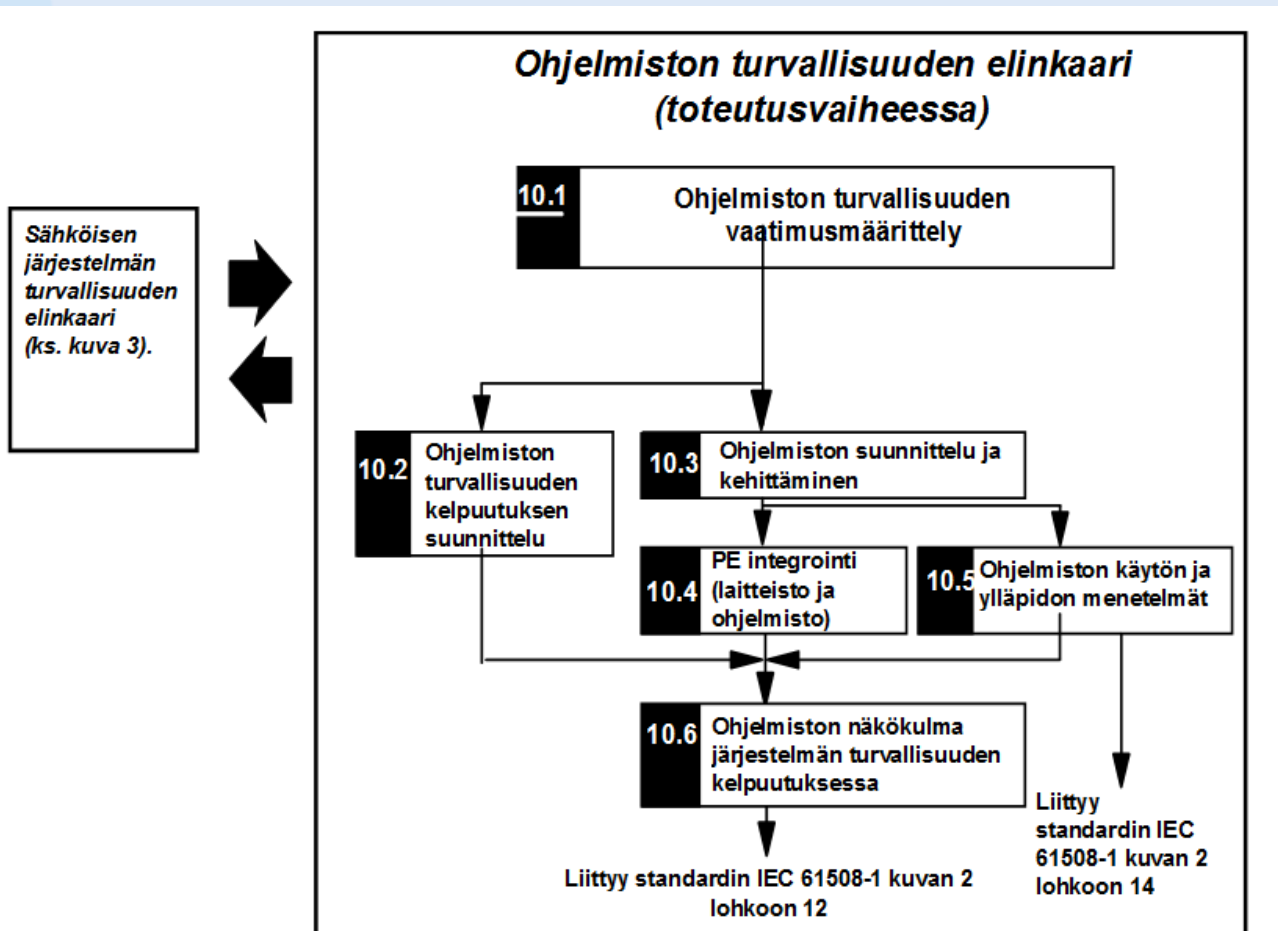 Ohjelmiston turvallisuuden elinkaari
(toteutusvaiheessa)
10.1
Ohjelmiston turvallisuuden
vaatimusmäärittely
Sähköisen
järjestelmän
turvallisuuden
elinkaari
(ks. kuva 3).
10.2
Ohjelmiston
turvallisuuden
kelpuutuksen
suunnittelu
10.3
Ohjelmiston suunnittelu ja
kehittäminen
10.4
PE integrointi
(laitteisto ja
ohjelmisto)
10.5
Ohjelmiston käytön ja
ylläpidon menetelmät
10.6
Ohjelmiston näkökulma
järjestelmän turvallisuuden
kelpuutuksessa
Liittyy
standardin IEC
61508-1 kuvan 2
lohkoon 14
Liittyy standardin IEC 61508-1 kuvan 2
lohkoon 12